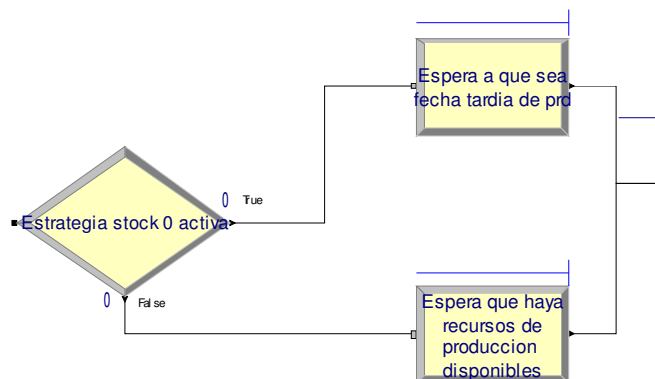 Espera a que sea
fecha tardia de prd
0
True
Estrategia stock 0 activa
0
False
Espera que haya
recursos de
produccion
disponibles